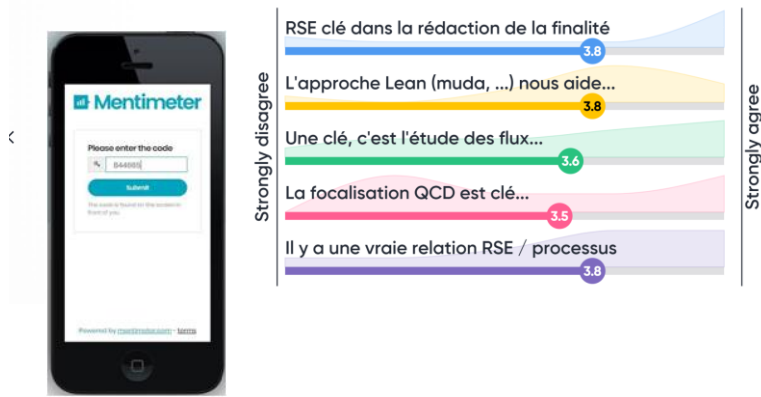 Mentimeter
Please enter the code
Submit
The code is found on the screen in
front of you.
Powered by mentimeter.com - terms
Strongly disagree
RSE clé dans la rédaction de la finalité
3.8
L'approche Lean (muda, ...) nous aide...
3.8
Une clé, c'est l'étude des flux...
3.6
La focalisation QCD est clé...
3.5
Il y a une vraie relation RSE / processus
3.8
Strongly agree